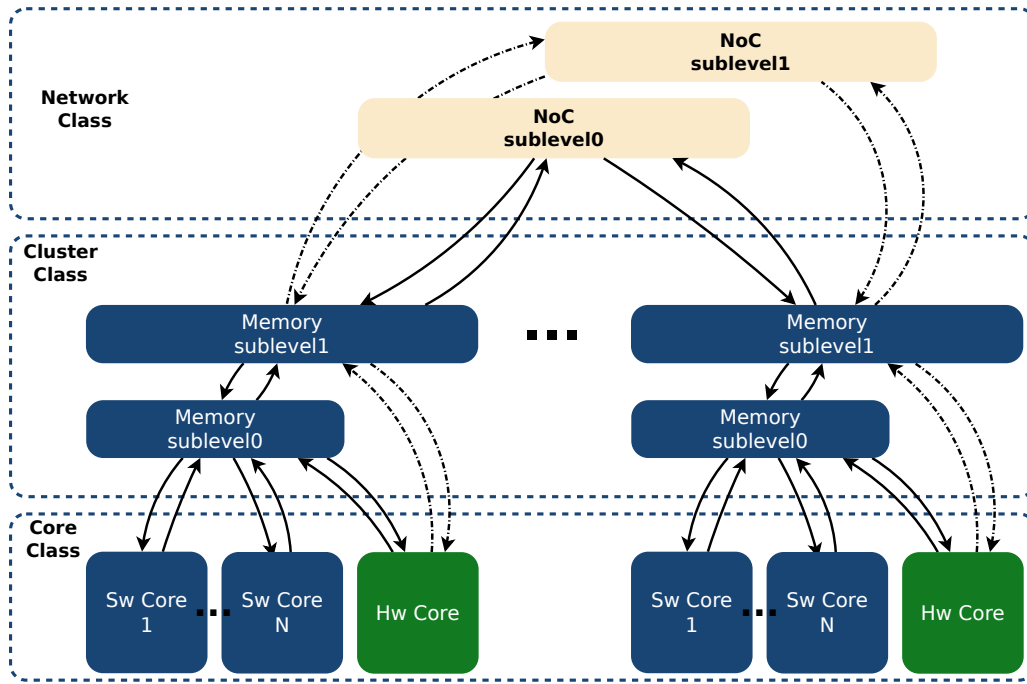 NoC
sublevel1
Network
Class
NoC
sublevel0
Cluster
Class
Memory
sublevel1
Memory
sublevel1
Memory
sublevel0
Memory
sublevel0
Core
Class
Sw Core
1
Sw Core
N
Hw Core
Sw Core
1
Sw Core
N
Hw Core